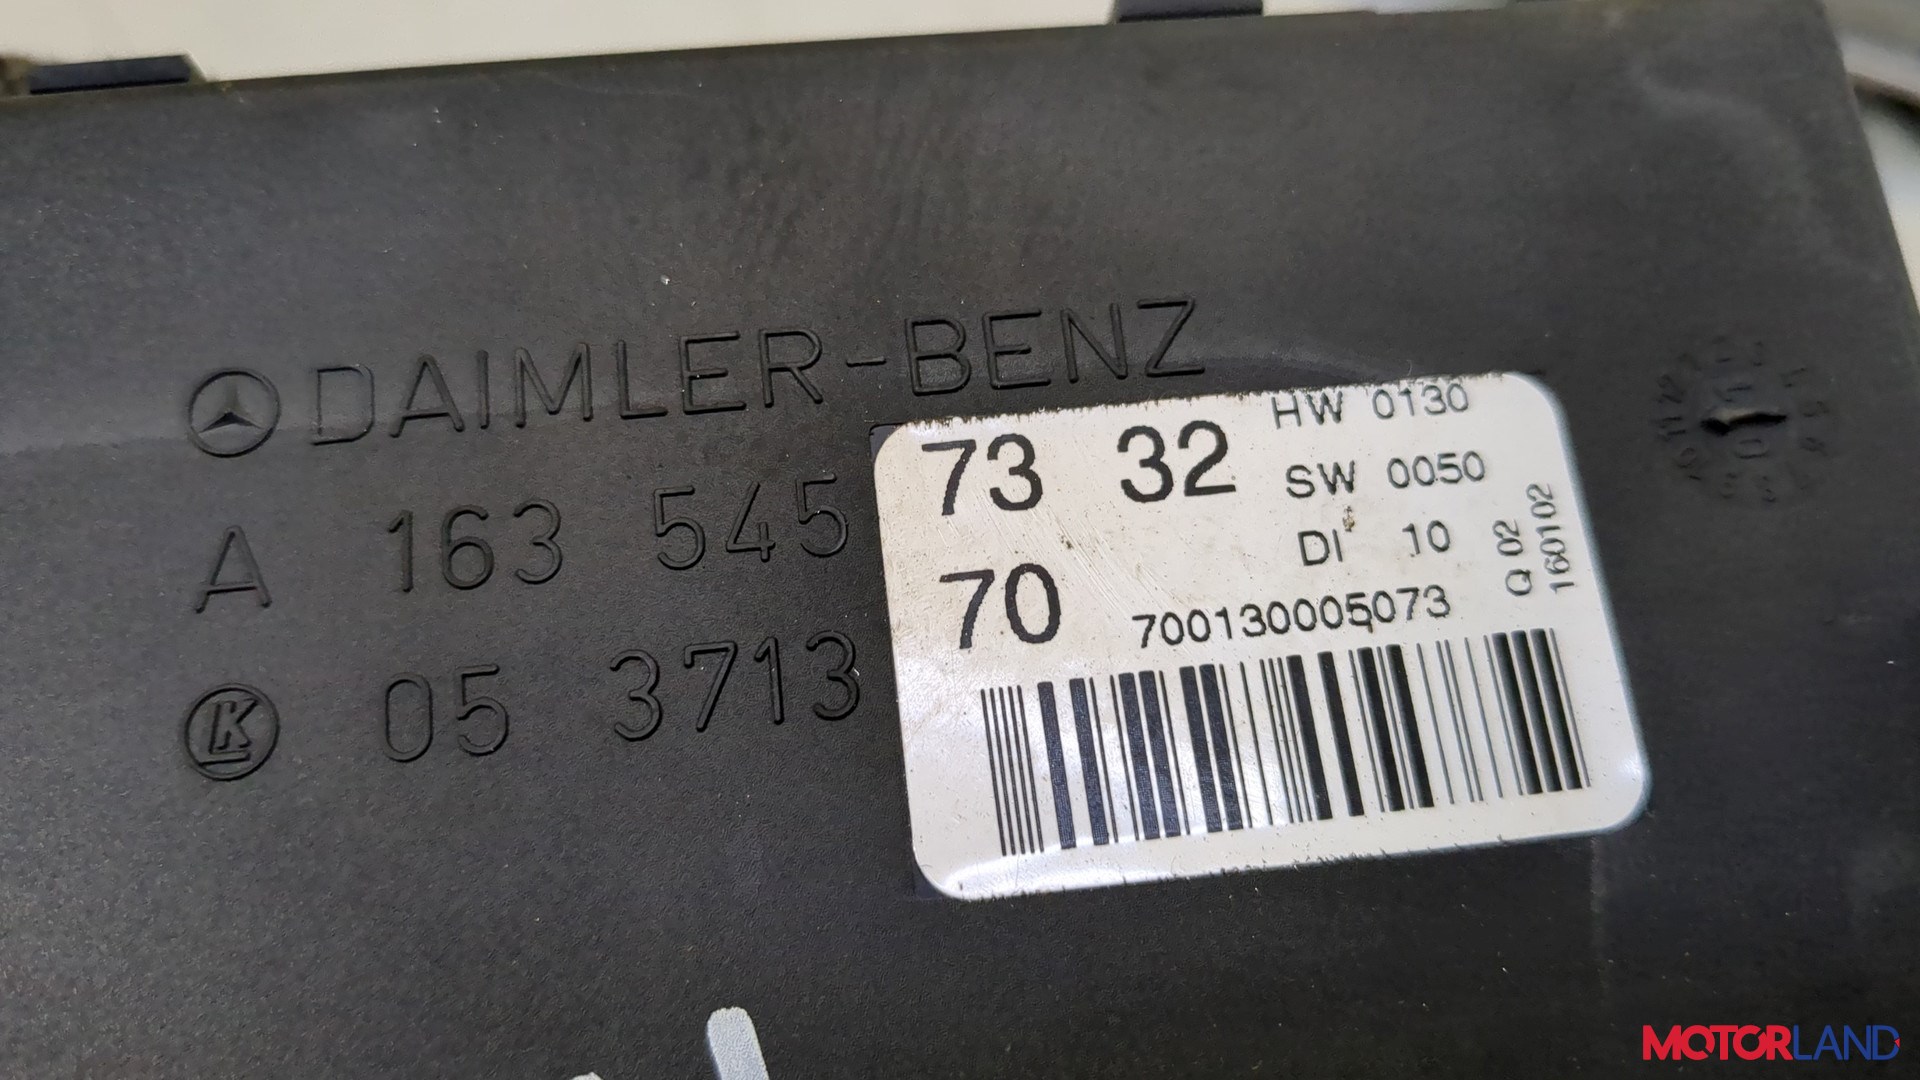 DAIMLER-BENZ
A 163 545 73 32
LK 05 3713 70
HW 0130
SW 0050
DI 10
700130005073
Q 02
160102
MOTORLAND